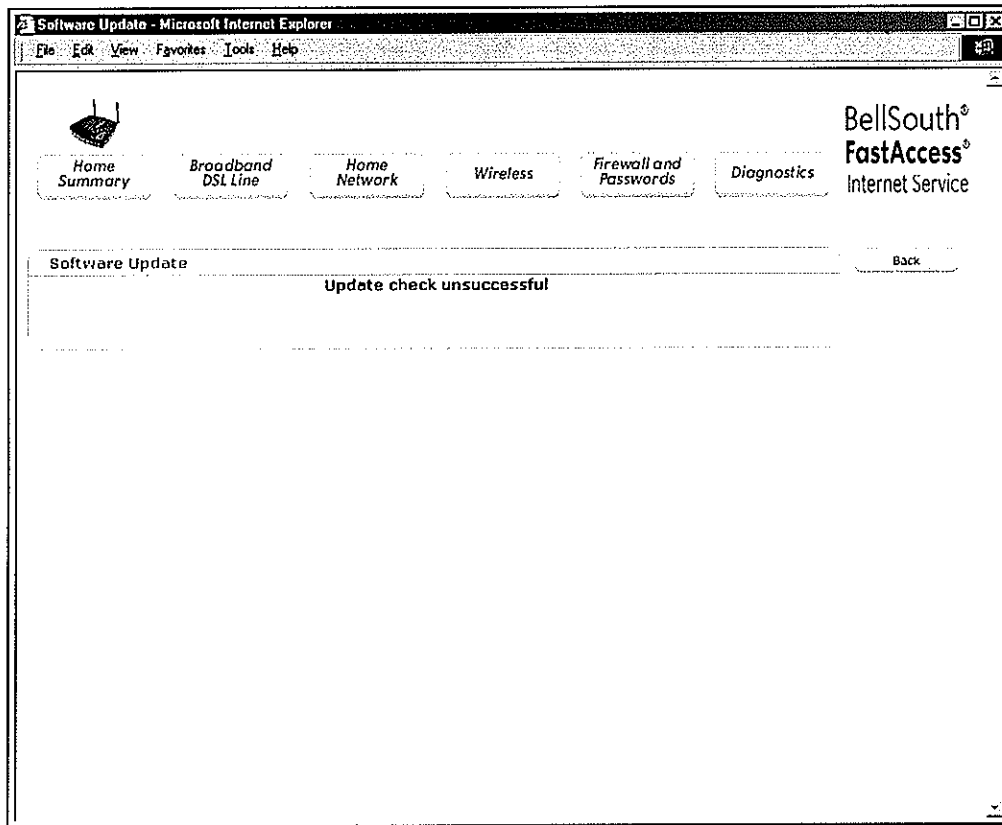 Software Update - Microsoft Internet Explorer
File Edit View Favorites Tools Help
BellSouth®
FastAccess®
Internet Service
Home
Summary
Broadband
DSL Line
Home
Network
Wireless
Firewall and
Passwords
Diagnostics
Software Update
Back
Update check unsuccessful